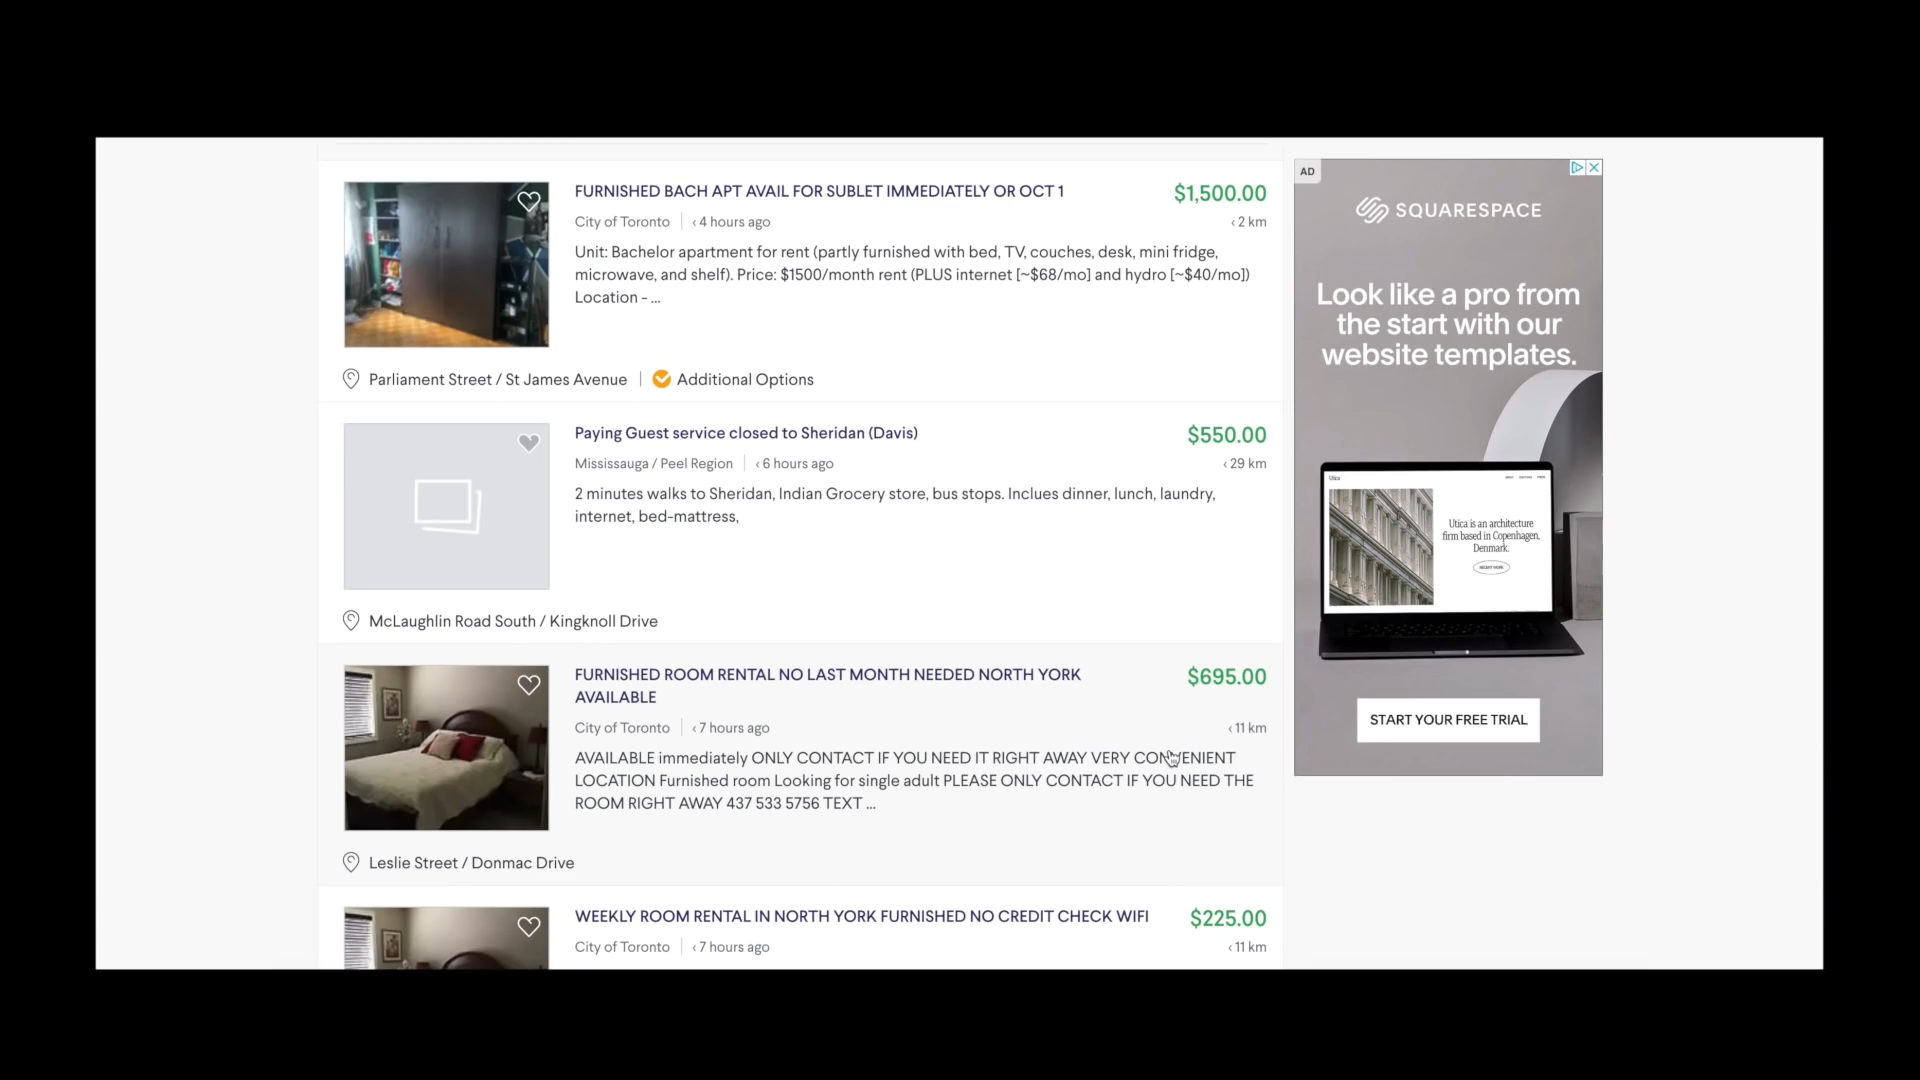 FURNISHED BACH APT AVAIL FOR SUBLET IMMEDIATELY OR OCT 1
$1,500.00
City of Toronto
< 4 hours ago
< 2 km
Unit: Bachelor apartment for rent (partly furnished with bed, TV, couches, desk, mini fridge,
microwave, and shelf). Price: $1500/month rent (PLUS internet [~$68/mo] and hydro [~$40/mo])
Location - ...
Parliament Street / St James Avenue
Additional Options
Paying Guest service closed to Sheridan (Davis)
$550.00
Mississauga / Peel Region
< 6 hours ago
< 29 km
2 minutes walks to Sheridan, Indian Grocery store, bus stops. Inclues dinner, lunch, laundry,
internet, bed-mattress,
McLaughlin Road South / Kingknoll Drive
FURNISHED ROOM RENTAL NO LAST MONTH NEEDED NORTH YORK
AVAILABLE
$695.00
City of Toronto
< 7 hours ago
< 11 km
AVAILABLE immediately ONLY CONTACT IF YOU NEED IT RIGHT AWAY VERY CONVENIENT
LOCATION Furnished room Looking for single adult PLEASE ONLY CONTACT IF YOU NEED THE
ROOM RIGHT AWAY 437 533 5756 TEXT ...
Leslie Street / Donmac Drive
WEEKLY ROOM RENTAL IN NORTH YORK FURNISHED NO CREDIT CHECK WIFI
$225.00
City of Toronto
< 7 hours ago
< 11 km
AD
SQUARESPACE
Look like a pro from
the start with our
website templates.
Utica
Utica is an architecture
firm based in Copenhagen,
Denmark.
START YOUR FREE TRIAL